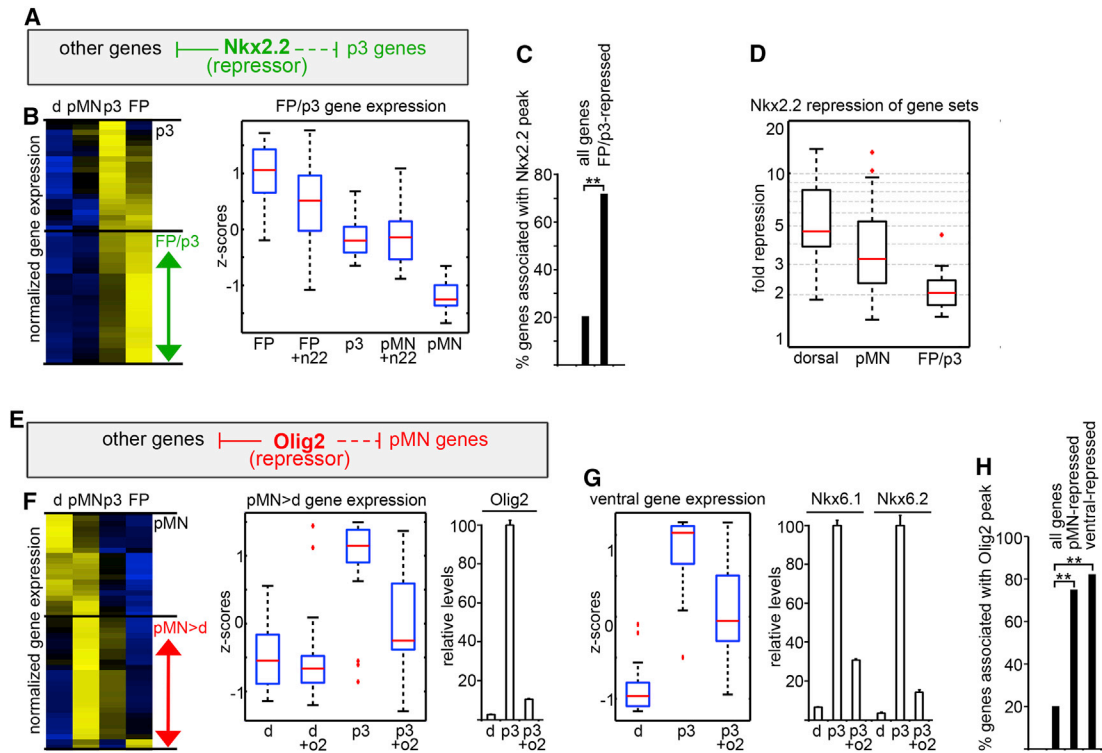 A
other genes Nkx2.2 p3 genes
(repressor)
B
d pMN p3 FP
p3
FP/p3
normalized gene expression
FP/p3 gene expression
z-scores
1
0
-1
FP FP p3 pMN pMN
+n22 +n22
C
% genes associated with Nkx2.2 peak
all genes
FP/p3-repressed
**
80
60
40
20
D
Nkx2.2 repression of gene sets
fold repression
20
10
5
3
2
1
dorsal pMN FP/p3
E
other genes Olig2 pMN genes
(repressor)
F
d pMN p3 FP
pMN
pMN>d
normalized gene expression
pMN>d gene expression
z-scores
1
0
-1
d d p3 p3
+o2 +o2
Olig2
relative levels
100
80
60
40
20
d p3 p3
+o2
G
ventral gene expression
z-scores
1
0
-1
d p3 p3
+o2
Nkx6.1 Nkx6.2
relative levels
100
80
60
40
20
d p3 p3 d p3 p3
+o2 +o2
H
% genes associated with Olig2 peak
all genes
pMN-repressed
ventral-repressed
**
**
100
80
60
40
20